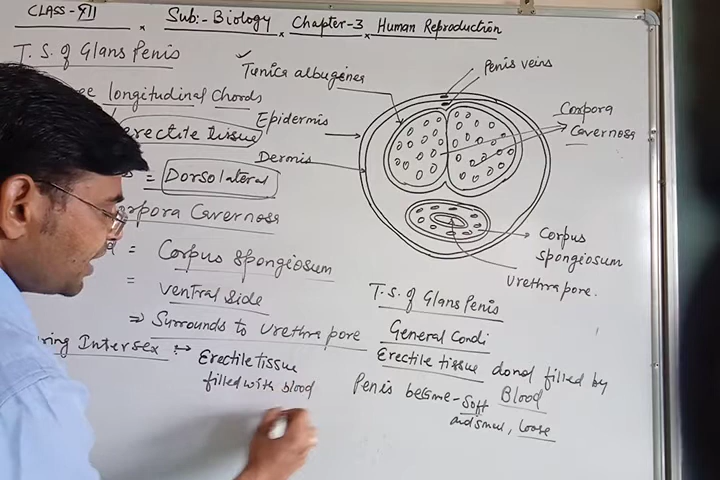 CLASS-XII × Sub:- Biology × Chapter-3 × Human Reproduction
T. S. of Glans Penis
longitudinal Chords
erectile tissue
= Dorsolateral
Corpora Cavernosa
= Corpus spongiosum
= ventral side
⇒ Surrounds to Urethra pore
Intersex :- Erectile tissue
filled with blood
Tunica albuginea
Epidermis
Dermis
Penis veins
Corpora
Cavernosa
Corpus
spongiosum
Urethra pore.
T. S. of Glans Penis
General Condi
Erectile tissue donot filled by
Blood
Penis become - Soft
and small, loose